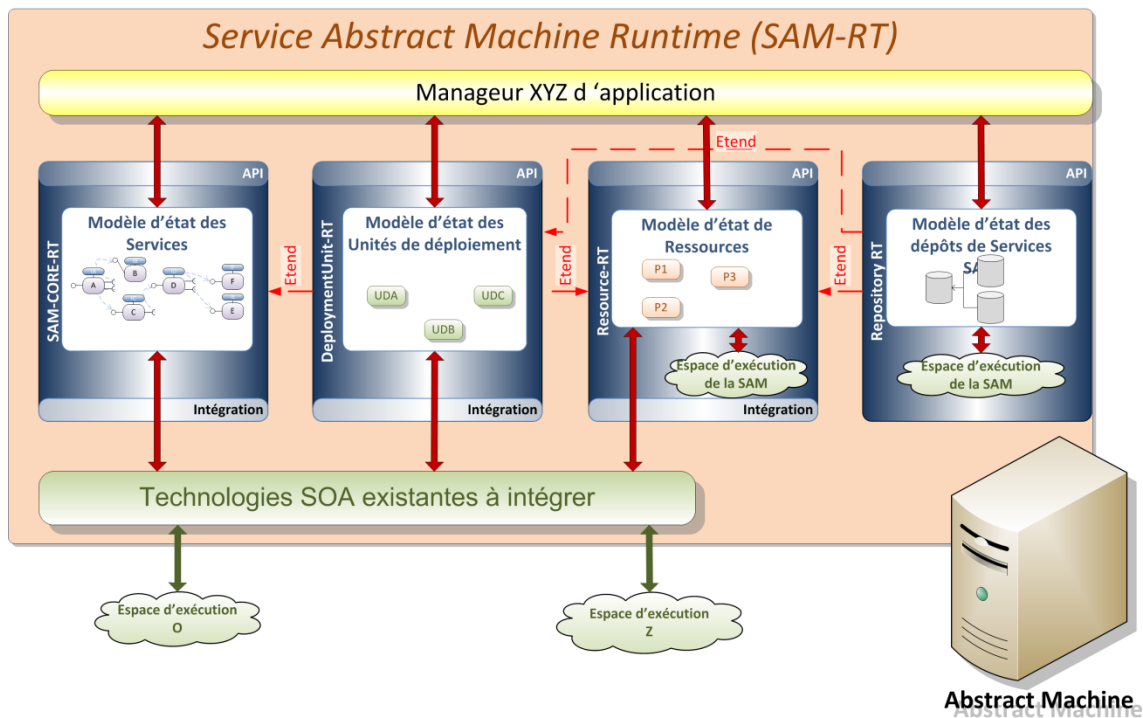 Service Abstract Machine Runtime (SAM-RT)
Manageur XYZ d ‘application
Etend
API
API
API
API
SAM-CORE-RT
Modèle d’état des
Services
A
B
C
D
F
E
Intégration
Etend
DeploymentUnit-RT
Modèle d’état des
Unités de déploiement
UDA
UDC
UDB
Intégration
Etend
Resource-RT
Modèle d’état de
Ressources
P1
P3
P2
Espace d’exécution
de la SAM
Intégration
Etend
Repository RT
Modèle d’état des
dépôts de Services
SA
Espace d’exécution
de la SAM
Technologies SOA existantes à intégrer
Espace d’exécution
O
Espace d’exécution
Z
Abstract Machine